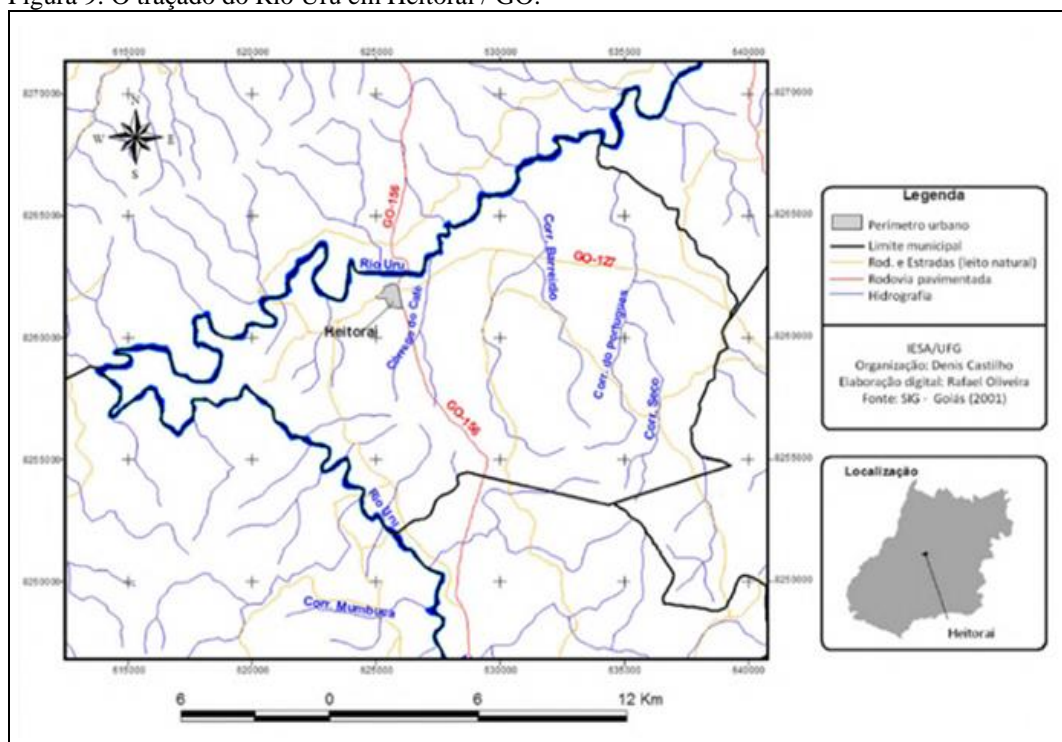 Figura 9: O traçado do Rio Uru em Heitoraí / GO.
615000 620000 625000 630000 635000 640000
8270000 8270000
N
W E
S
GO-156
8265000 8265000
Rio Uru
Corr. Barreirão
GO-127
Heitoraí
Córrego do Café
8260000 8260000
Corr. do Portugues
Corr. Seco
GO-156
8255000 8255000
Rio Uru
8250000 8250000
Corr. Mumbuca
615000 620000 625000 630000 635000 640000
6 0 6 12 Km
Legenda
Perímetro urbano
Limite municipal
Rod. e Estradas (leito natural)
Rodovia pavimentada
Hidrografia
IESA/UFG
Organização: Denis Castilho
Elaboração digital: Rafael Oliveira
Fonte: SIG - Goiás (2001)
Localização
Heitoraí